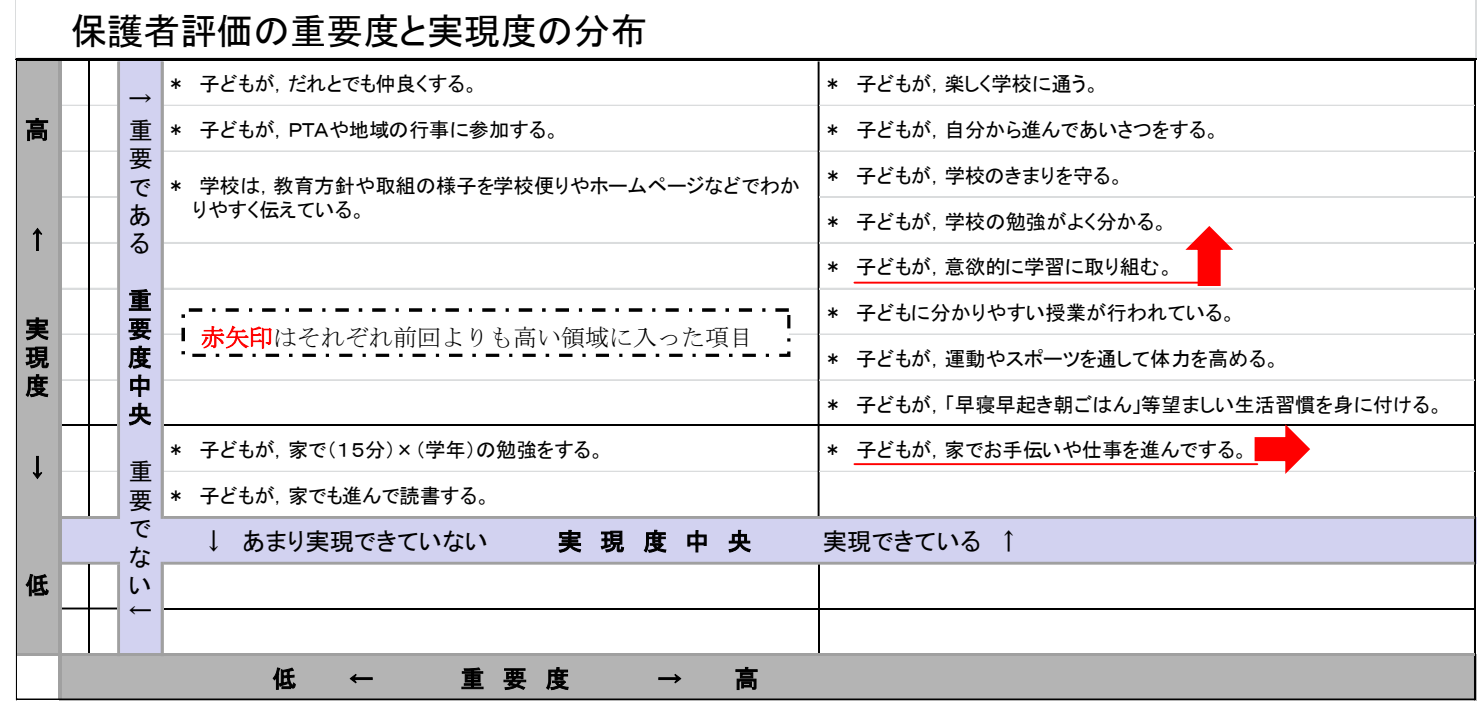 保護者評価の重要度と実現度の分布
高
↑
実現度
↓
低
→重要である
重要度中央
重要でない←
* 子どもが，だれとでも仲良くする。
* 子どもが，PTAや地域の行事に参加する。
* 学校は，教育方針や取組の様子を学校便りやホームページなどでわか
りやすく伝えている。
赤矢印はそれぞれ前回よりも高い領域に入った項目
* 子どもが，楽しく学校に通う。
* 子どもが，自分から進んであいさつをする。
* 子どもが，学校のきまりを守る。
* 子どもが，学校の勉強がよく分かる。
* 子どもが，意欲的に学習に取り組む。
* 子どもに分かりやすい授業が行われている。
* 子どもが，運動やスポーツを通して体力を高める。
* 子どもが，「早寝早起き朝ごはん」等望ましい生活習慣を身に付ける。
* 子どもが，家で（15分）×（学年）の勉強をする。
* 子どもが，家でも進んで読書する。
* 子どもが，家でお手伝いや仕事を進んでする。
↓ あまり実現できていない 実現度中央 実現できている ↑
低 ← 重要度 → 高